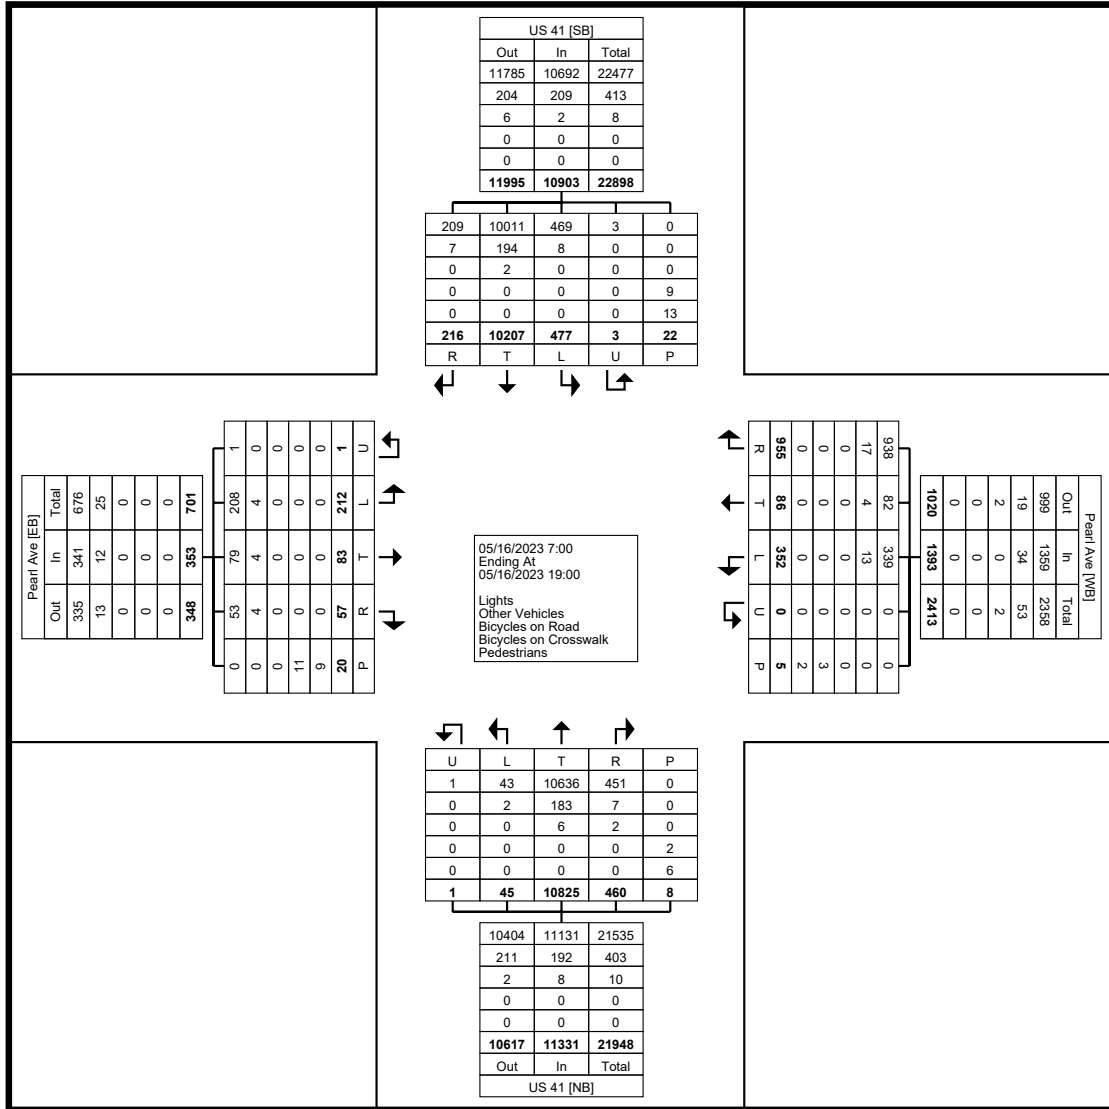 US 41 [SB]
Out In Total
11785 10692 22477
204 209 413
6 2 8
0 0 0
0 0 0
11995 10903 22898
209 10011 469 3 0
7 194 8 0 0
0 2 0 0 0
0 0 0 0 9
0 0 0 0 13
216 10207 477 3 22
R T L U P
Pearl Ave [EB]
Total In Out
676 341 335
25 12 13
0 0 0
0 0 0
0 0 0
701 353 348
1 208 79 53 0
0 4 4 4 0
0 0 0 0 0
0 0 0 0 11
0 0 0 0 9
1 212 83 57 20
U L T R P
05/16/2023 7:00
Ending At
05/16/2023 19:00
Lights
Other Vehicles
Bicycles on Road
Bicycles on Crosswalk
Pedestrians
Pearl Ave [WB]
Out In Total
999 1359 2358
19 34 53
2 0 2
0 0 0
0 0 0
1020 1393 2413
938 82 339 0 0
17 4 13 0 0
0 0 0 0 0
0 0 0 0 3
0 0 0 0 2
955 86 352 0 5
R T L U P
U L T R P
1 43 10636 451 0
0 2 183 7 0
0 0 6 2 0
0 0 0 0 2
0 0 0 0 6
1 45 10825 460 8
10404 11131 21535
211 192 403
2 8 10
0 0 0
0 0 0
10617 11331 21948
Out In Total
US 41 [NB]